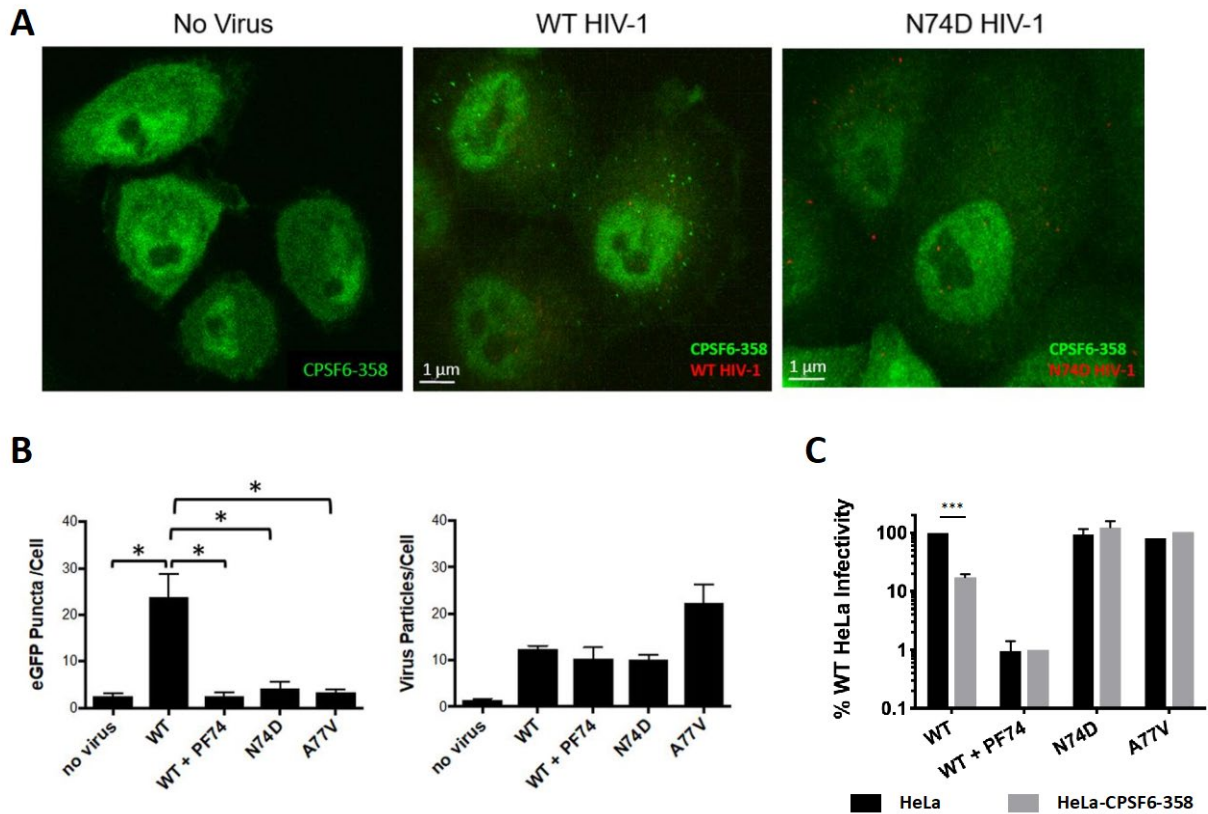 A
No Virus
WT HIV-1
N74D HIV-1
CPSF6-358
1 μm
CPSF6-358
WT HIV-1
1 μm
CPSF6-358
N74D HIV-1
B
eGFP Puncta /Cell
40
30
20
10
0
*
*
*
*
no virus
WT
WT + PF74
N74D
A77V
Virus Particles/Cell
40
30
20
10
0
no virus
WT
WT + PF74
N74D
A77V
C
% WT HeLa Infectivity
100
10
1
0.1
***
WT
WT + PF74
N74D
A77V
HeLa
HeLa-CPSF6-358